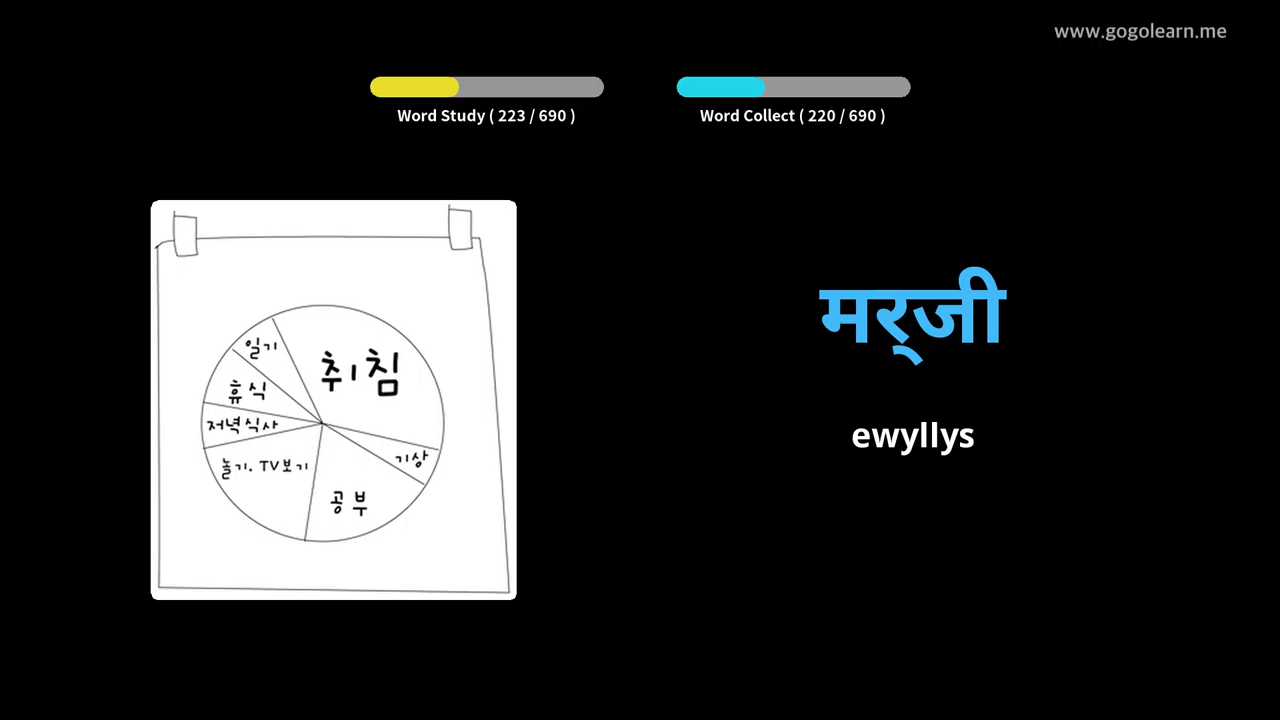 www.gogolearn.me
Word Study ( 223 / 690 )
Word Collect ( 220 / 690 )
일기
취침
휴식
저녁식사
놀기. TV보기
기상
공부
मर्‌जी
ewyllys